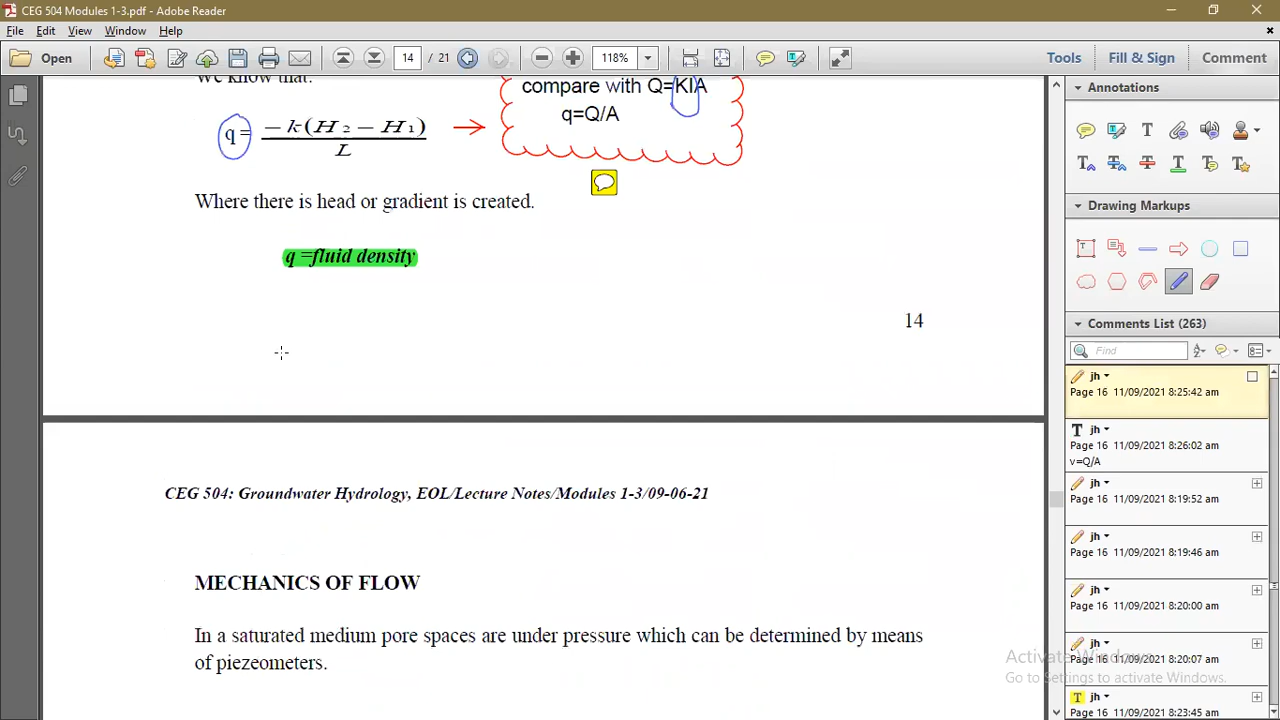 CEG 504 Modules 1-3.pdf - Adobe Reader
File Edit View Window Help
Open 14 / 21 118% Tools Fill & Sign Comment
We know that:
compare with Q=KIA
q=Q/A
q = −k(H₂ − H₁)
L
Where there is head or gradient is created.
q =fluid density
14
CEG 504: Groundwater Hydrology, EOL/Lecture Notes/Modules 1-3/09-06-21
MECHANICS OF FLOW
In a saturated medium pore spaces are under pressure which can be determined by means
of piezeometers.
Annotations
Drawing Markups
Comments List (263)
Find
jh
Page 16 11/09/2021 8:25:42 am
jh
Page 16 11/09/2021 8:26:02 am
v=Q/A
jh
Page 16 11/09/2021 8:19:52 am
jh
Page 16 11/09/2021 8:19:46 am
jh
Page 16 11/09/2021 8:20:00 am
jh
Page 16 11/09/2021 8:20:07 am
jh
Page 16 11/09/2021 8:23:45 am
Activate Windows
Go to Settings to activate Windows.